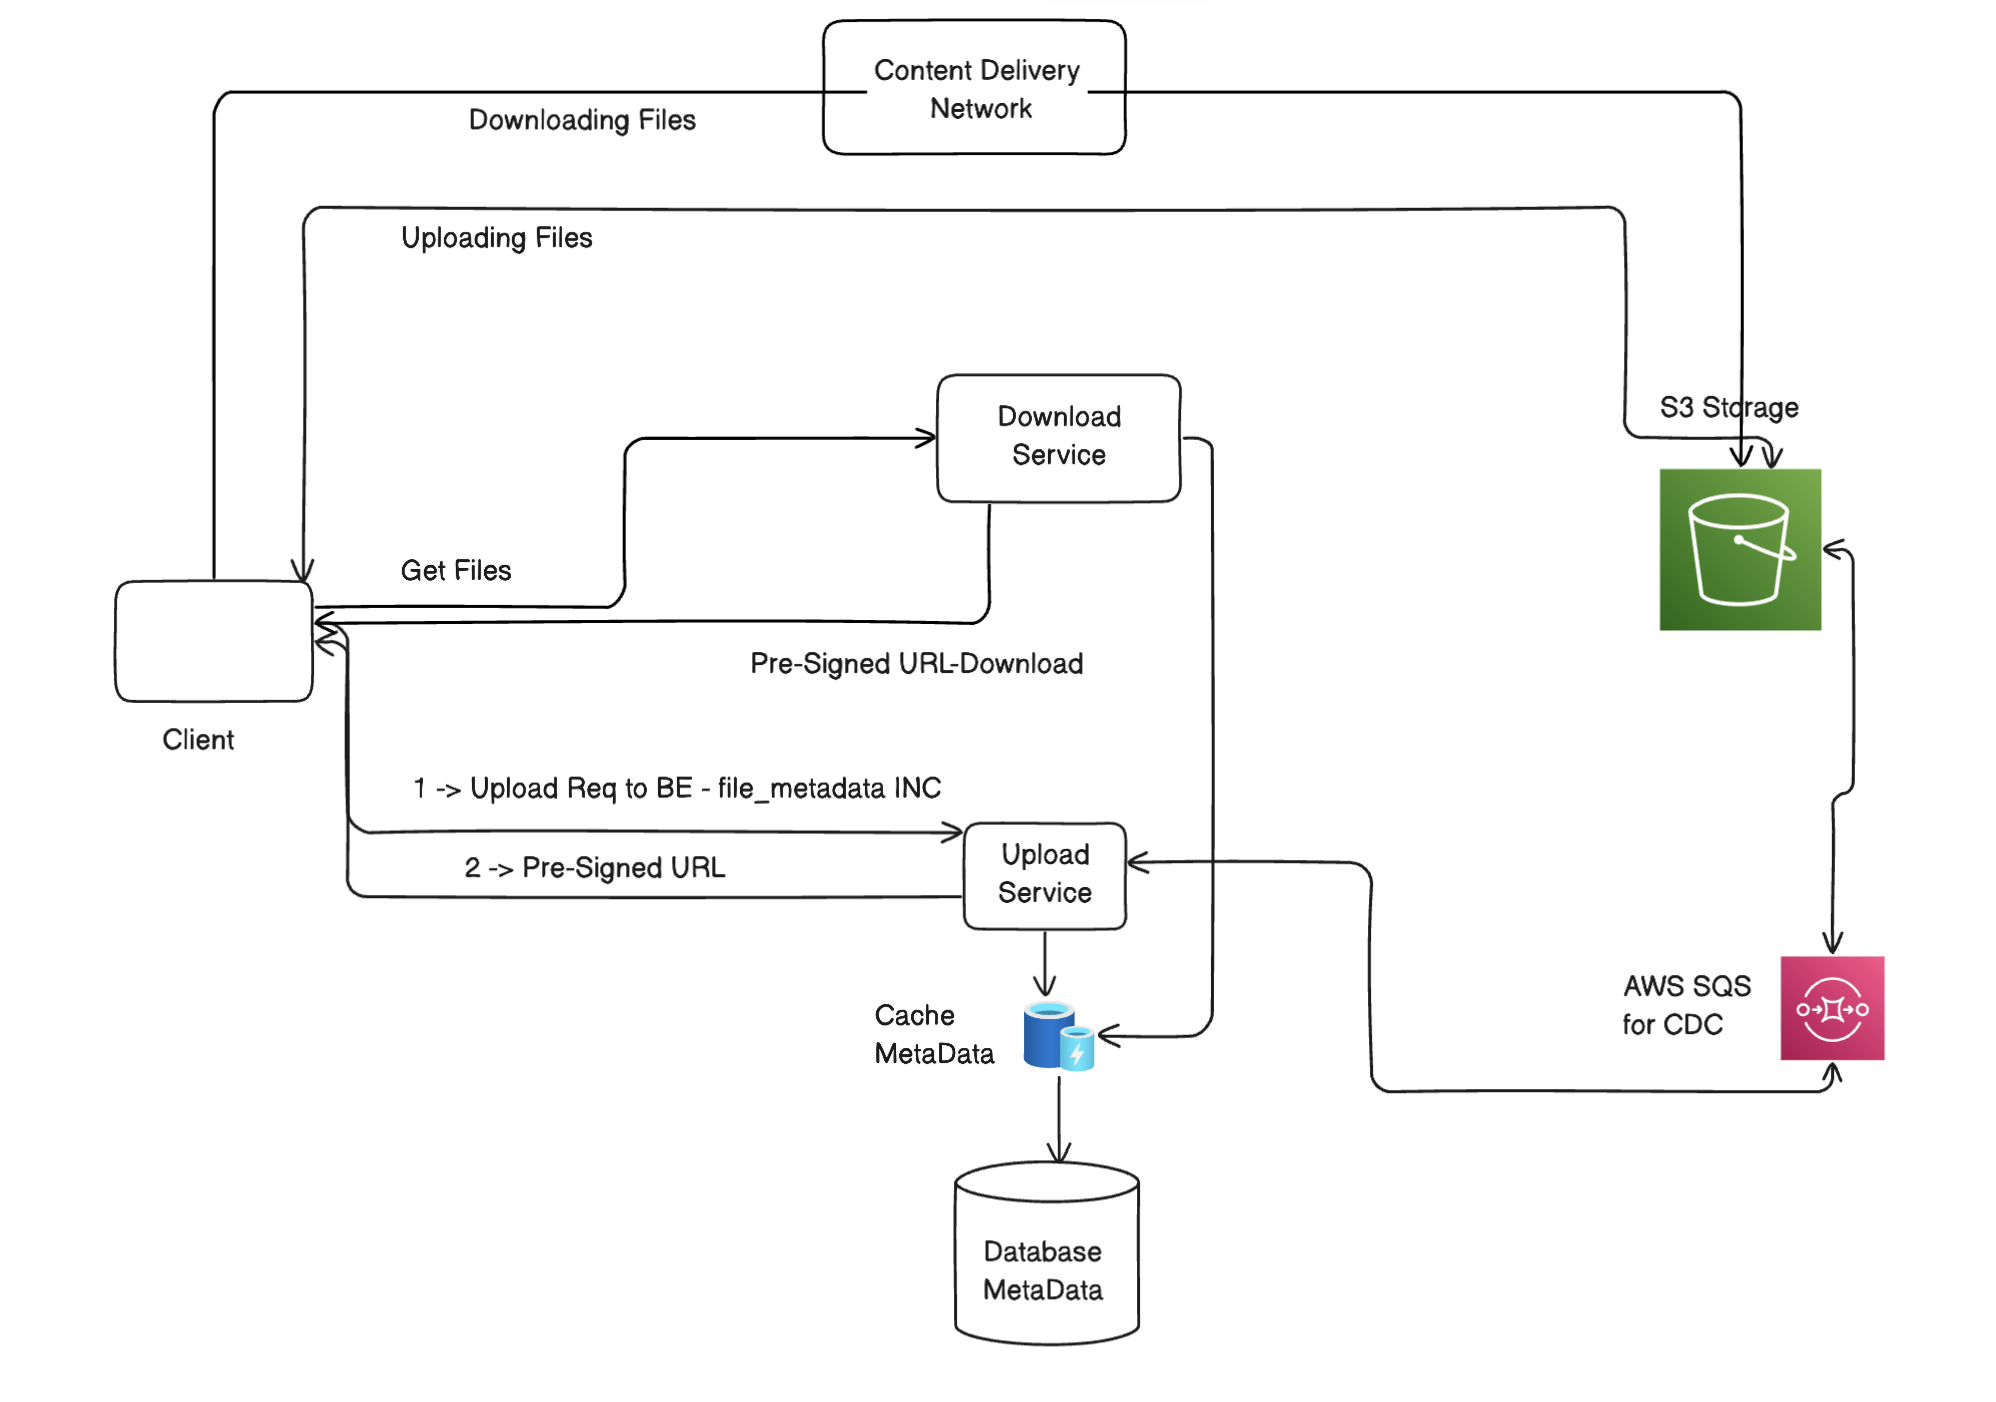 Content Delivery
Network
Downloading Files
Uploading Files
S3 Storage
Download
Service
Get Files
Pre-Signed URL-Download
Client
1 -> Upload Req to BE - file_metadata INC
2 -> Pre-Signed URL
Upload
Service
Cache
MetaData
AWS SQS
for CDC
Database
MetaData